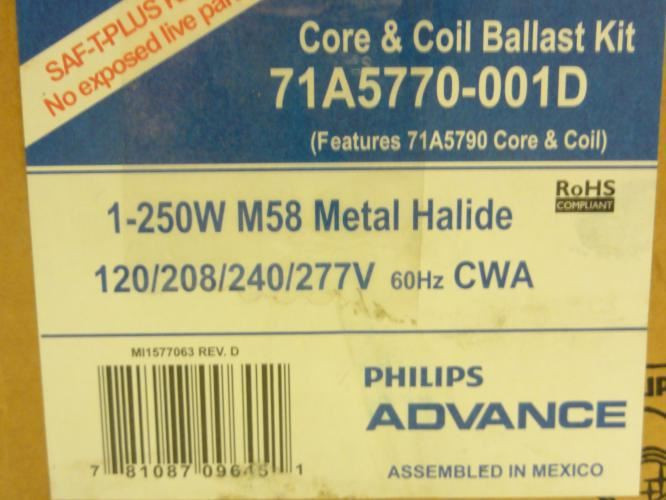 SAF-T-PLUS
No exposed live
Core & Coil Ballast Kit
71A5770-001D
(Features 71A5790 Core & Coil)
RoHS
COMPLIANT
1-250W M58 Metal Halide
120/208/240/277V 60Hz CWA
MI1577063 REV. D
7 81087 09645 1
PHILIPS
ADVANCE
ASSEMBLED IN MEXICO